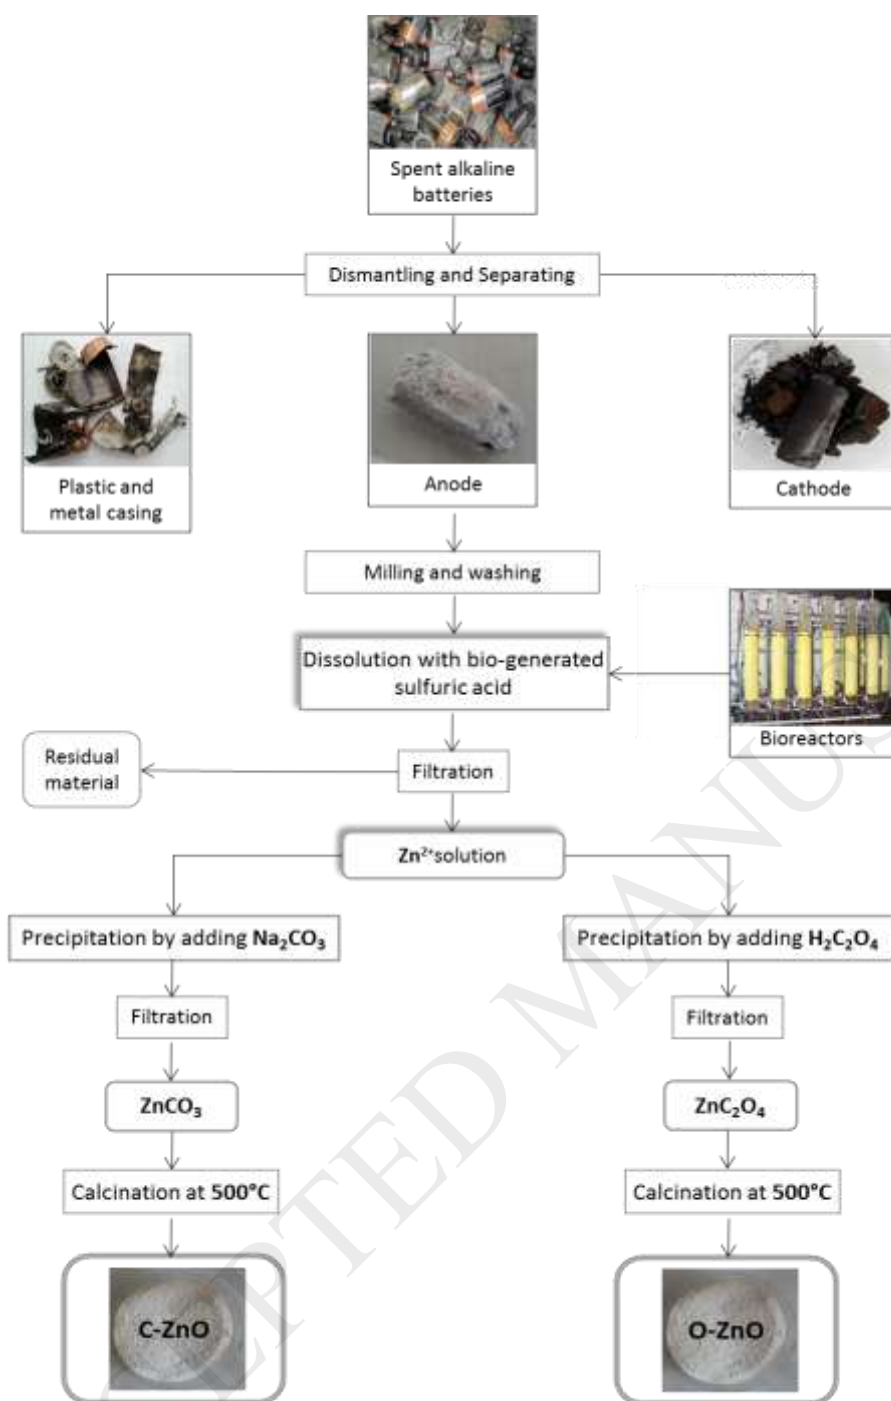 Spent alkaline
batteries
Dismantling and Separating
Plastic and
metal casing
Anode
Cathode
Milling and washing
Dissolution with bio-generated
sulfuric acid
Bioreactors
Residual
material
Filtration
Zn²⁺solution
Precipitation by adding Na₂CO₃
Precipitation by adding H₂C₂O₄
Filtration
Filtration
ZnCO₃
ZnC₂O₄
Calcination at 500°C
Calcination at 500°C
C-ZnO
O-ZnO
PTED MANUS